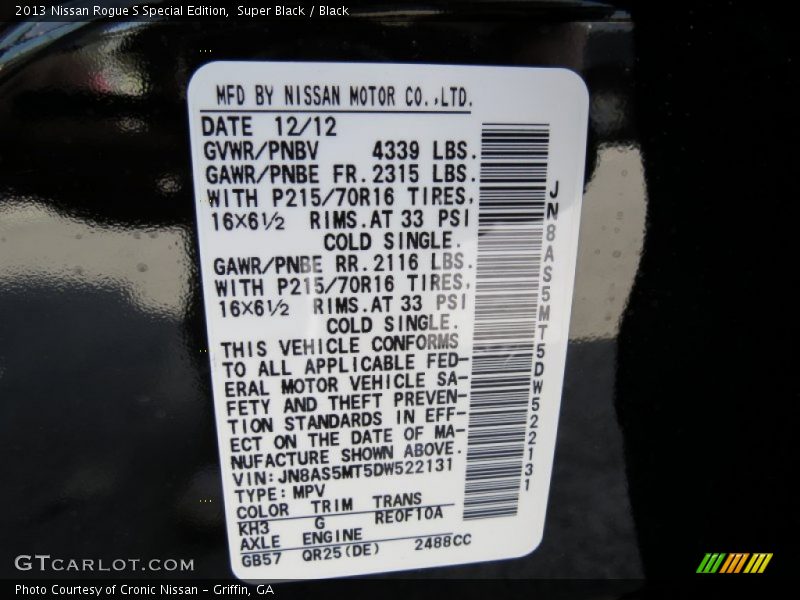 2013 Nissan Rogue S Special Edition,  Super Black / Black
MFD BY NISSAN MOTOR CO.,LTD.
DATE 12/12
GVWR/PNBV 4339 LBS.
GAWR/PNBE FR. 2315 LBS.
WITH P215/70R16 TIRES,
16×6½ RIMS. AT 33 PSI
COLD SINGLE.
GAWR/PNBE RR. 2116 LBS.
WITH P215/70R16 TIRES,
16×6½ RIMS. AT 33 PSI
COLD SINGLE.
THIS VEHICLE CONFORMS
TO ALL APPLICABLE FED-
ERAL MOTOR VEHICLE SA-
FETY AND THEFT PREVEN-
TION STANDARDS IN EFF-
ECT ON THE DATE OF MA-
NUFACTURE SHOWN ABOVE.
VIN: JN8AS5MT5DW522131
TYPE: MPV
COLOR TRIM TRANS
KH3 G RE0F10A
AXLE ENGINE
GB57 QR25(DE) 2488CC
JN8AS5MT5DW522131
GTCARLOT.COM
Photo Courtesy of Cronic Nissan - Griffin, GA